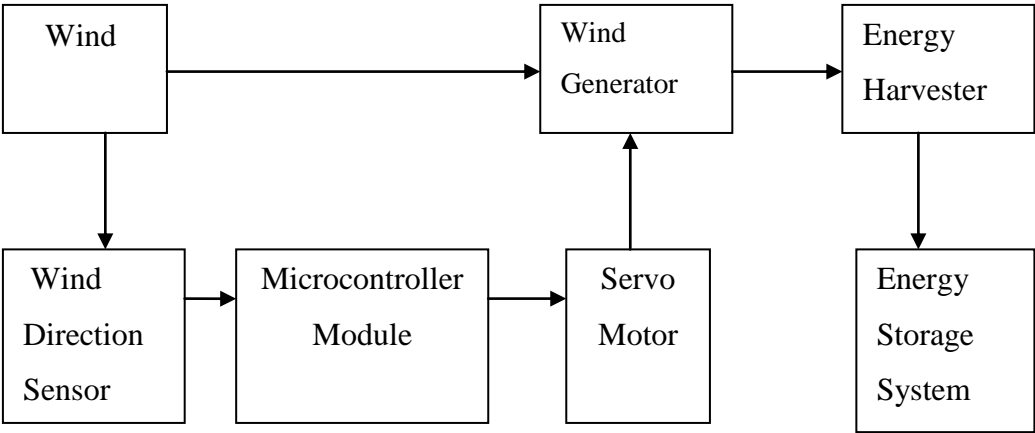 Wind
Wind
Generator
Energy
Harvester
Wind
Direction
Sensor
Microcontroller
Module
Servo
Motor
Energy
Storage
System